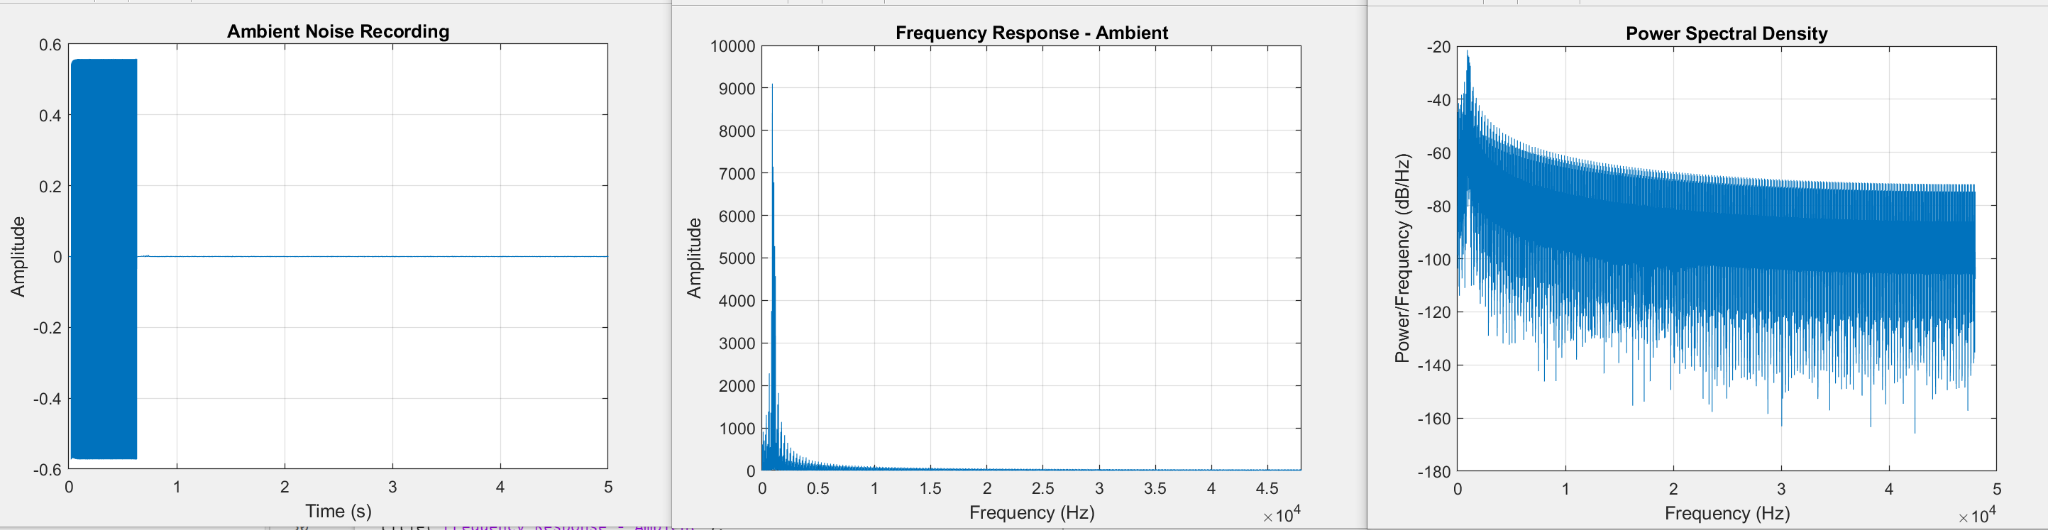 Ambient Noise Recording
0.6
0.4
0.2
0
-0.2
-0.4
-0.6
Amplitude
0 1 2 3 4 5
Time (s)
Frequency Response - Ambient
10000
9000
8000
7000
6000
5000
4000
3000
2000
1000
0
Amplitude
0 0.5 1 1.5 2 2.5 3 3.5 4 4.5
Frequency (Hz)
×10^4
Power Spectral Density
-20
-40
-60
-80
-100
-120
-140
-160
-180
Power/Frequency (dB/Hz)
0 1 2 3 4 5
Frequency (Hz)
×10^4